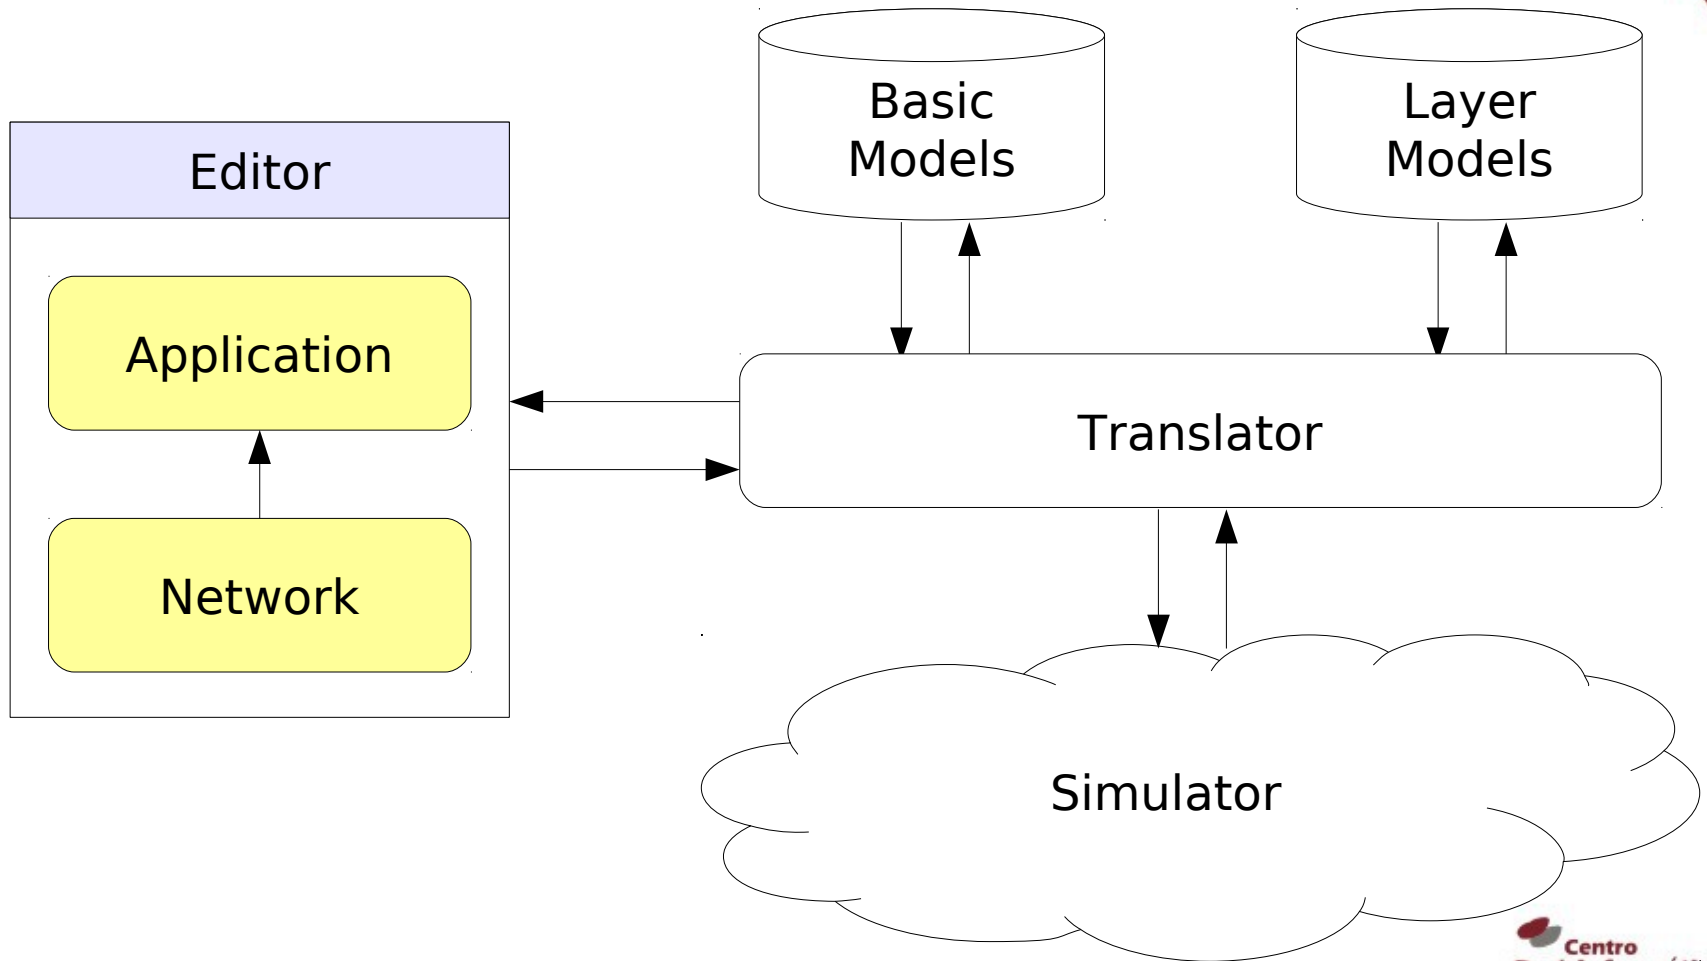 Basic
Models
Layer
Models
Editor
Application
Translator
Network
Simulator
Centro